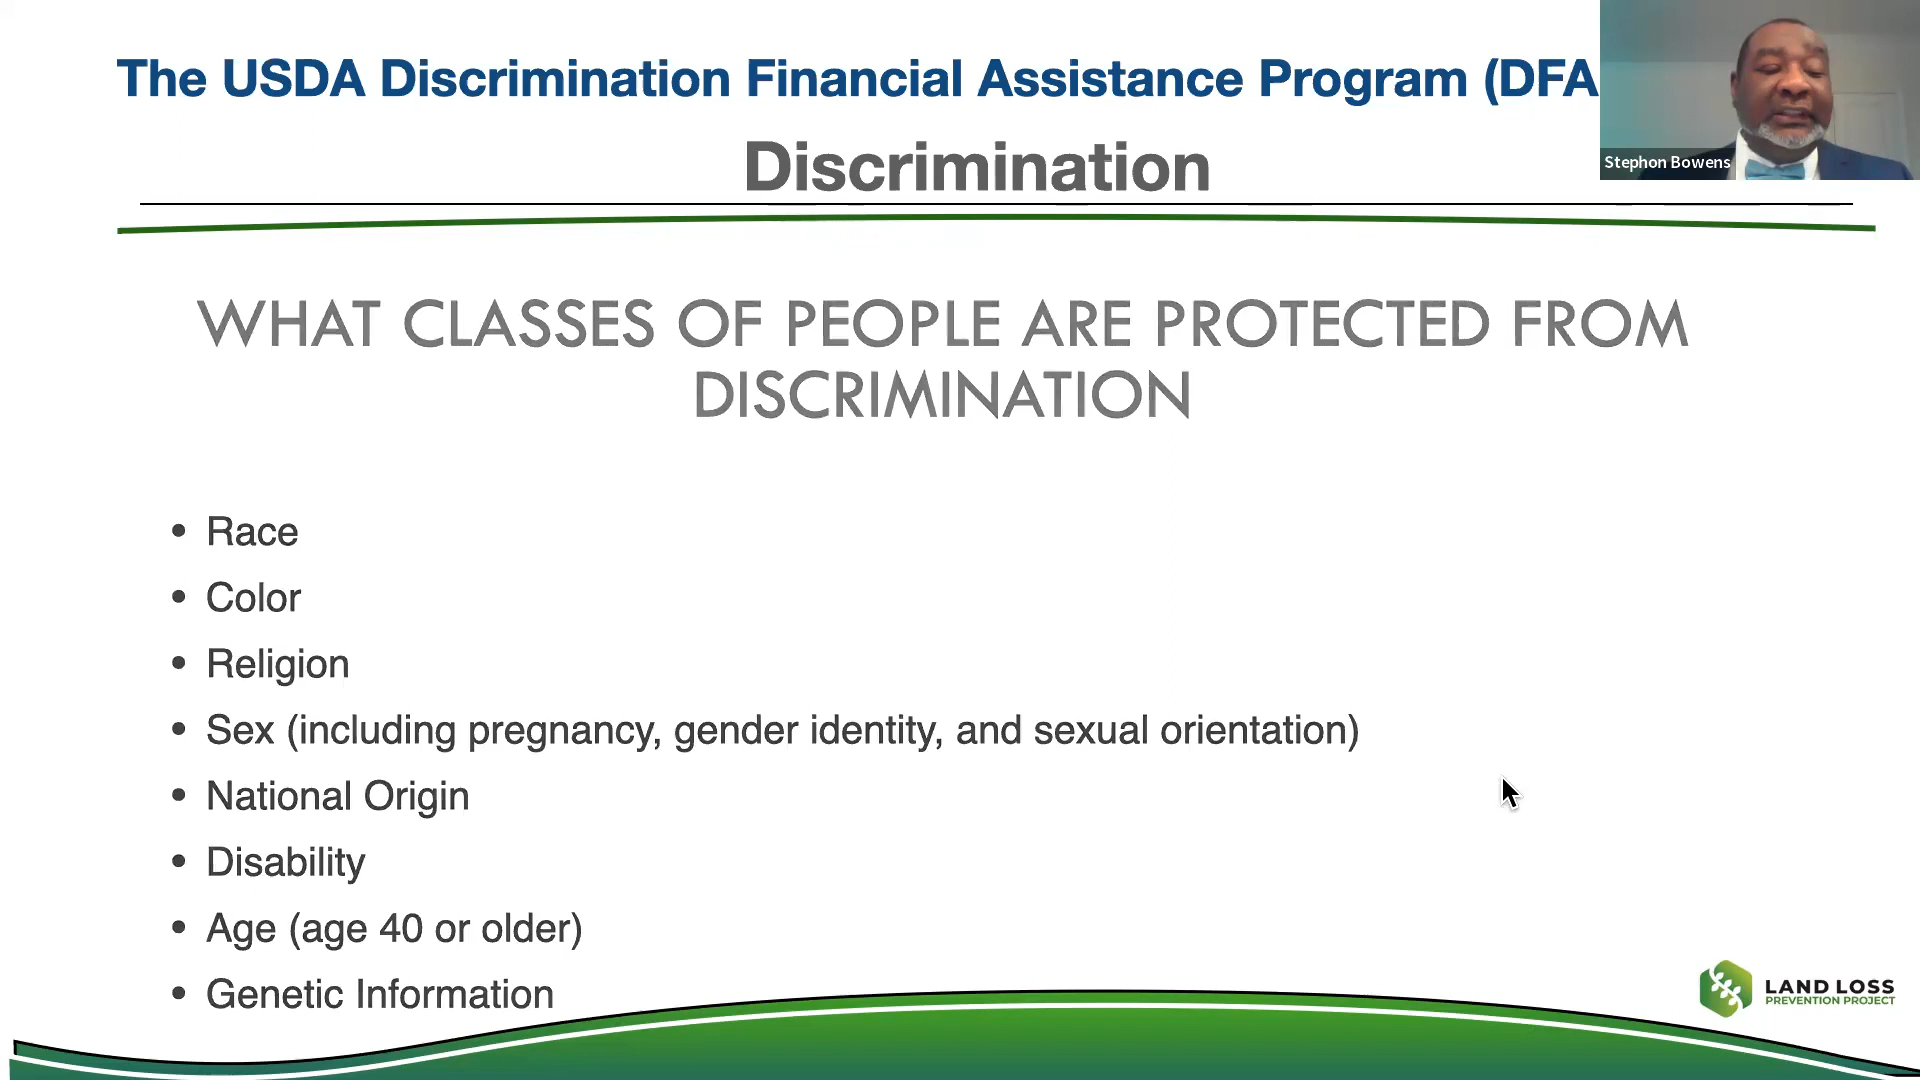 The USDA Discrimination Financial Assistance Program (DFA
Stephon Bowens
Discrimination
WHAT CLASSES OF PEOPLE ARE PROTECTED FROM
DISCRIMINATION
• Race
• Color
• Religion
• Sex (including pregnancy, gender identity, and sexual orientation)
• National Origin
• Disability
• Age (age 40 or older)
• Genetic Information
LAND LOSS
PREVENTION PROJECT